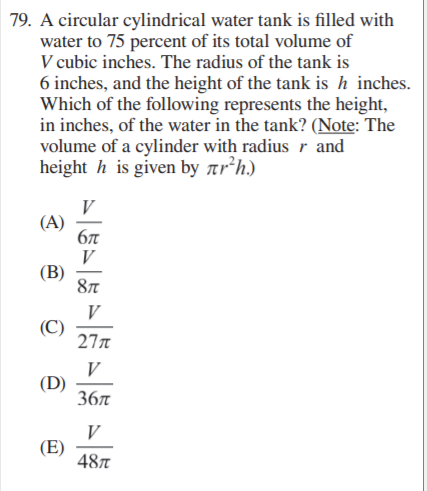 79. A circular cylindrical water tank is filled with
water to 75 percent of its total volume of
V cubic inches. The radius of the tank is
6 inches, and the height of the tank is h inches.
Which of the following represents the height,
in inches, of the water in the tank? (Note: The
volume of a cylinder with radius r and
height h is given by πr²h.)
(A) V/6π
(B) V/8π
(C) V/27π
(D) V/36π
(E) V/48π